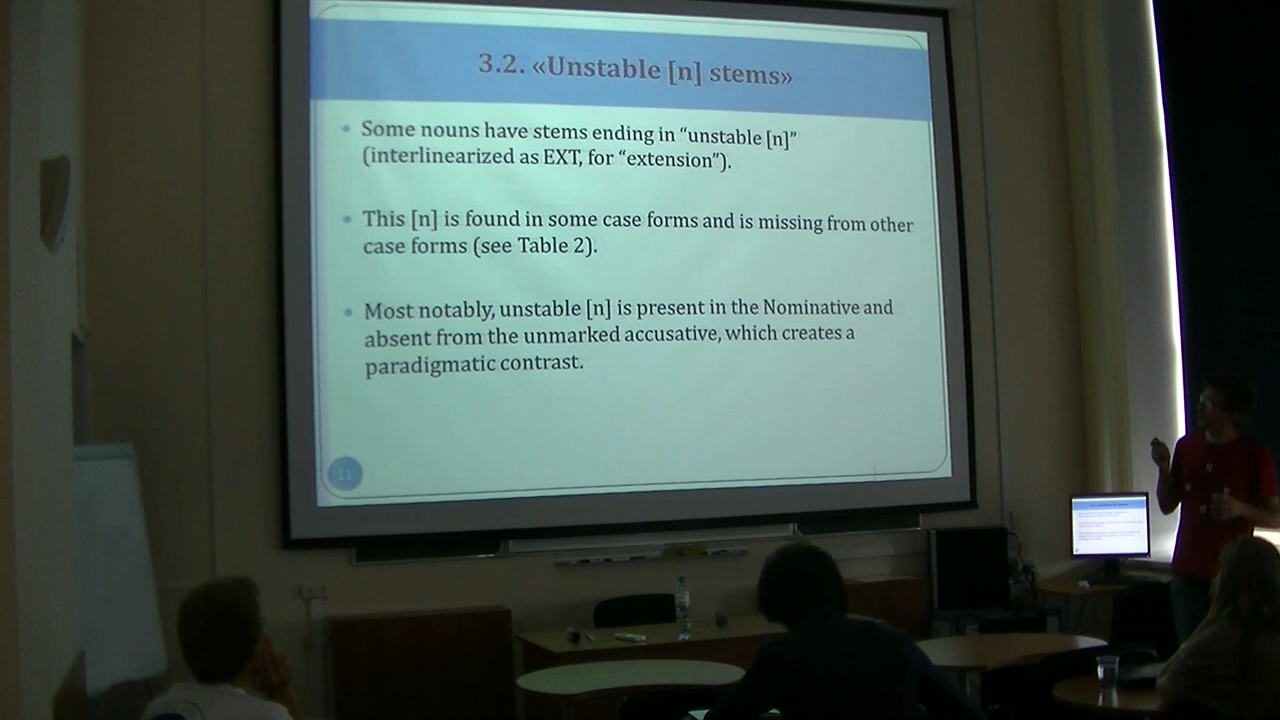 3.2. «Unstable [n] stems»
Some nouns have stems ending in “unstable [n]”
(interlinearized as EXT, for “extension”).
This [n] is found in some case forms and is missing from other
case forms (see Table 2).
Most notably, unstable [n] is present in the Nominative and
absent from the unmarked accusative, which creates a
paradigmatic contrast.
11